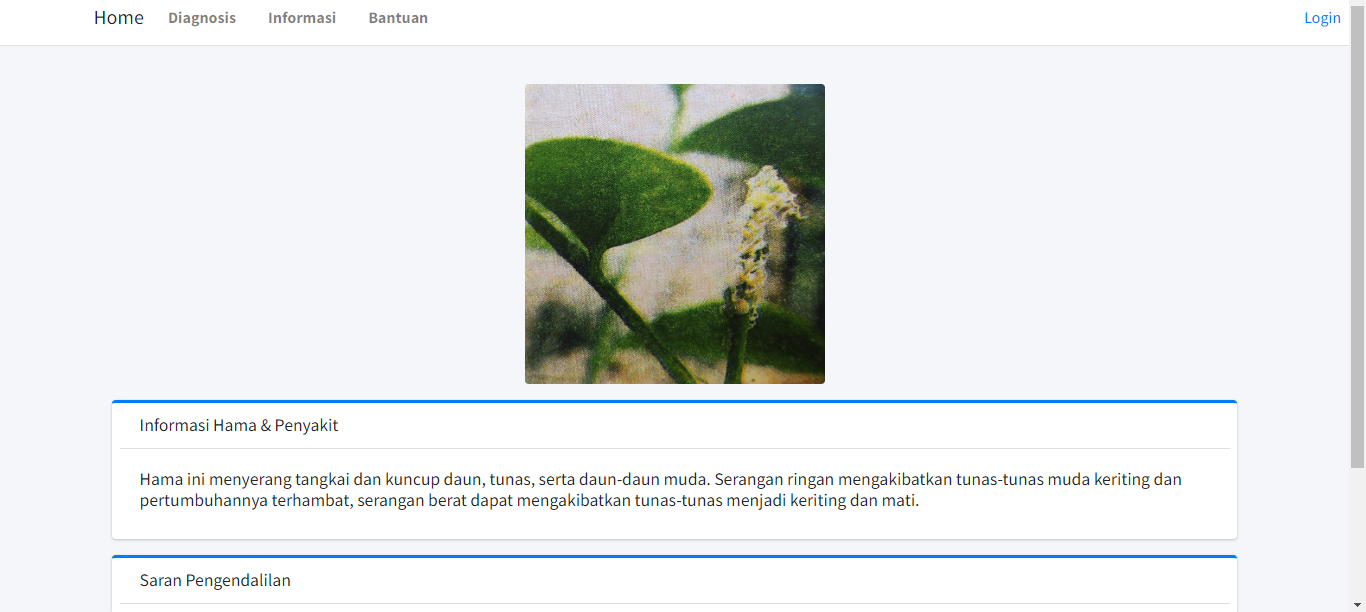 Home Diagnosis Informasi Bantuan Login
Informasi Hama & Penyakit
Hama ini menyerang tangkai dan kuncup daun, tunas, serta daun-daun muda. Serangan ringan mengakibatkan tunas-tunas muda keriting dan
pertumbuhannya terhambat, serangan berat dapat mengakibatkan tunas-tunas menjadi keriting dan mati.
Saran Pengendalilan